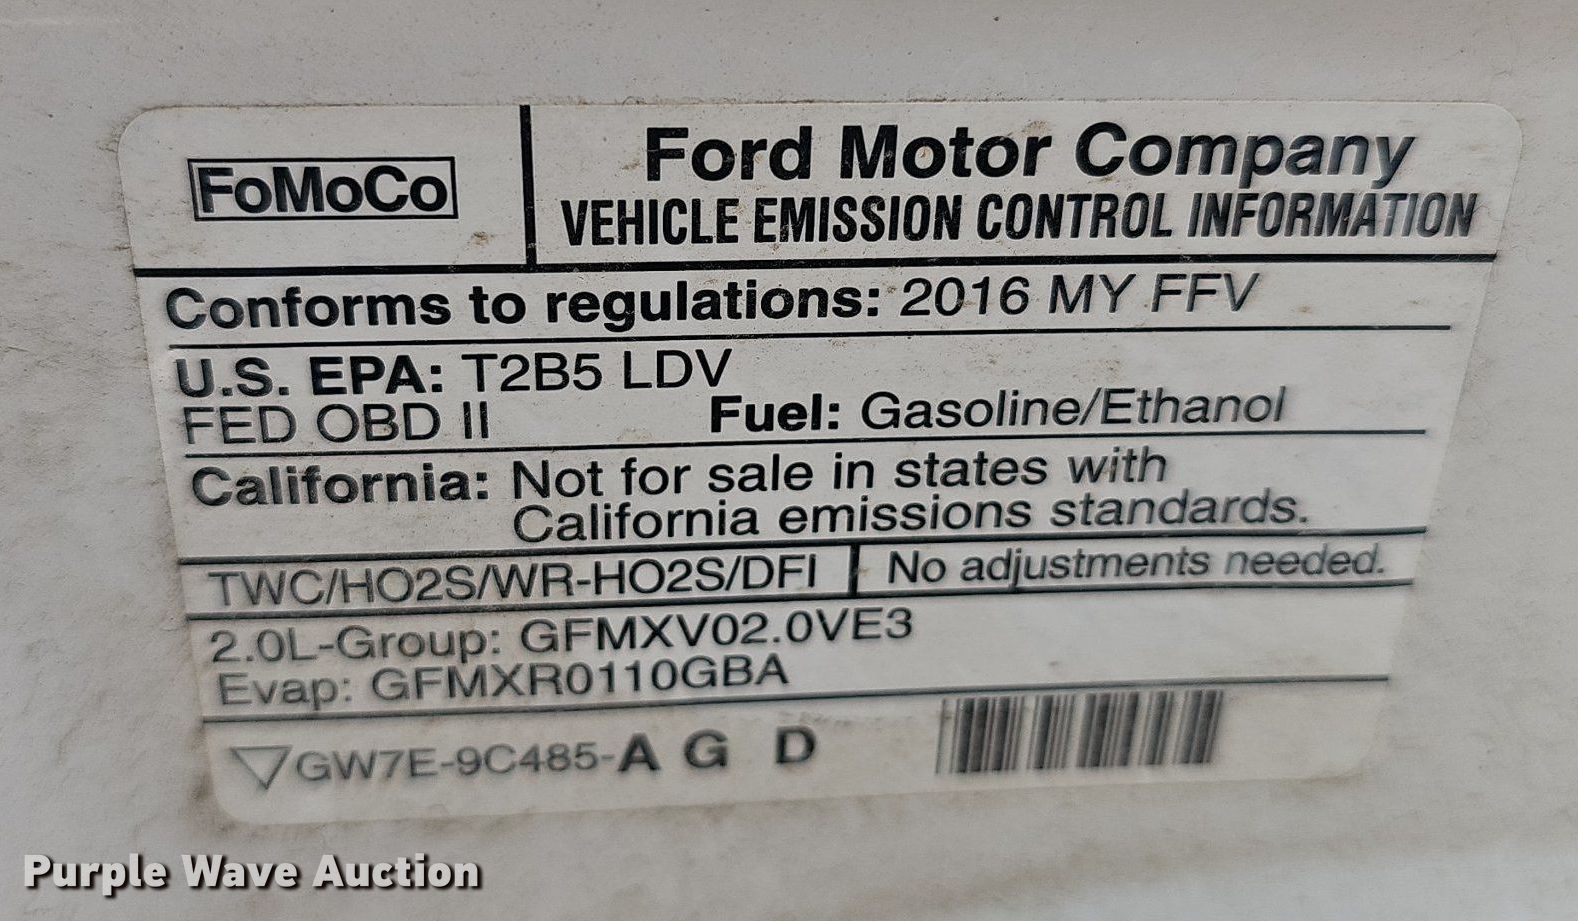 FoMoCo
Ford Motor Company
VEHICLE EMISSION CONTROL INFORMATION
Conforms to regulations: 2016 MY FFV
U.S. EPA: T2B5 LDV
FED OBD II Fuel: Gasoline/Ethanol
California: Not for sale in states with
California emissions standards.
TWC/HO2S/WR-HO2S/DFI No adjustments needed.
2.0L-Group: GFMXV02.0VE3
Evap: GFMXR0110GBA
GW7E-9C485-A G D
Purple Wave Auction